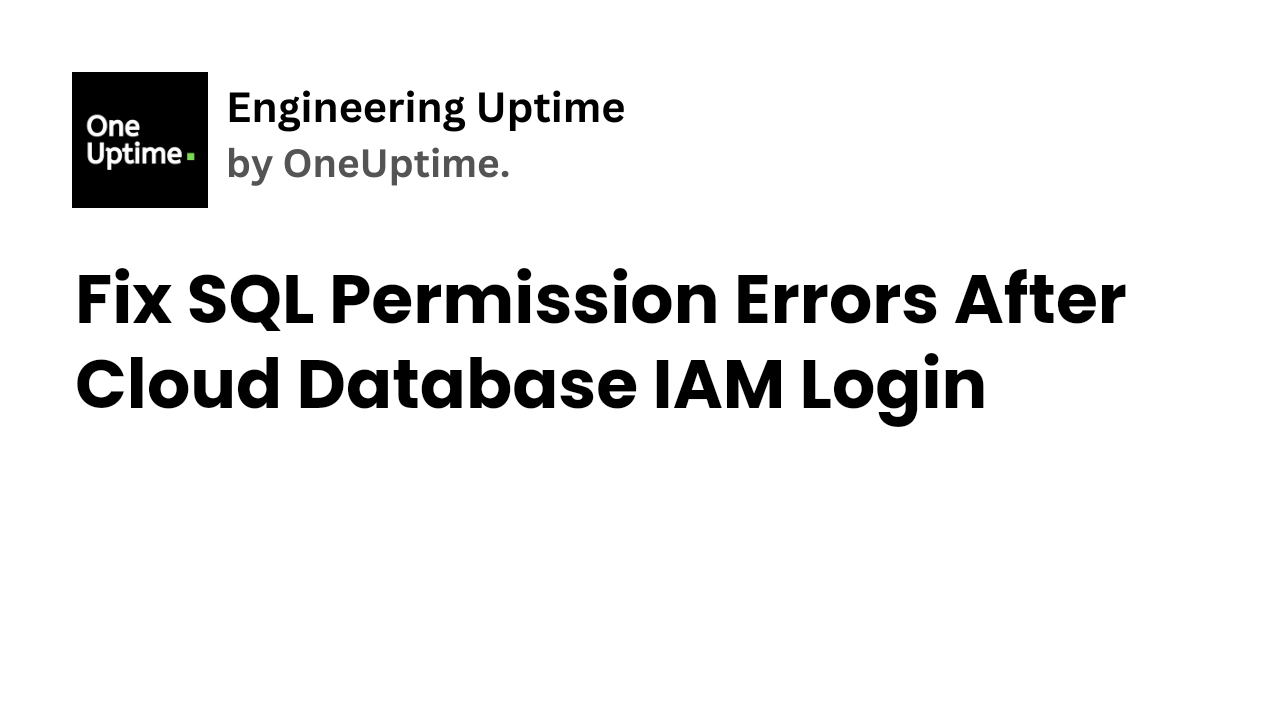 One
Uptime.
Engineering Uptime
by OneUptime.
Fix SQL Permission Errors After
Cloud Database IAM Login